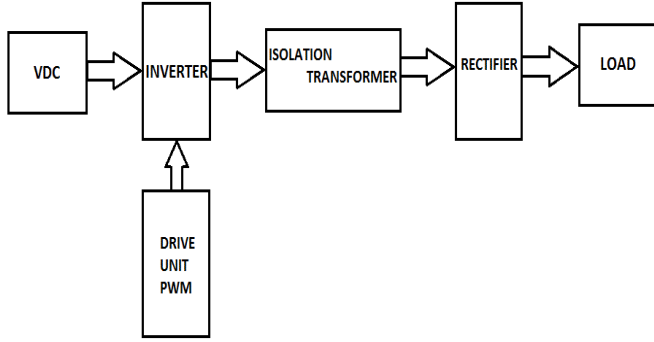 VDC
INVERTER
ISOLATION
TRANSFORMER
RECTIFIER
LOAD
DRIVE
UNIT
PWM